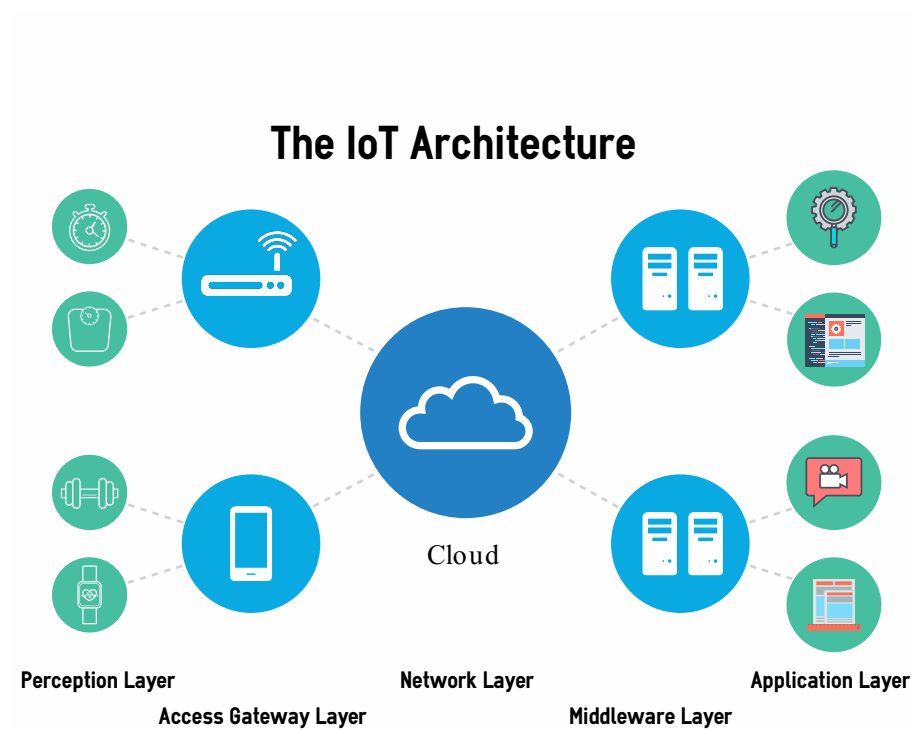 The IoT Architecture
Cloud
Perception Layer
Network Layer
Application Layer
Access Gateway Layer
Middleware Layer